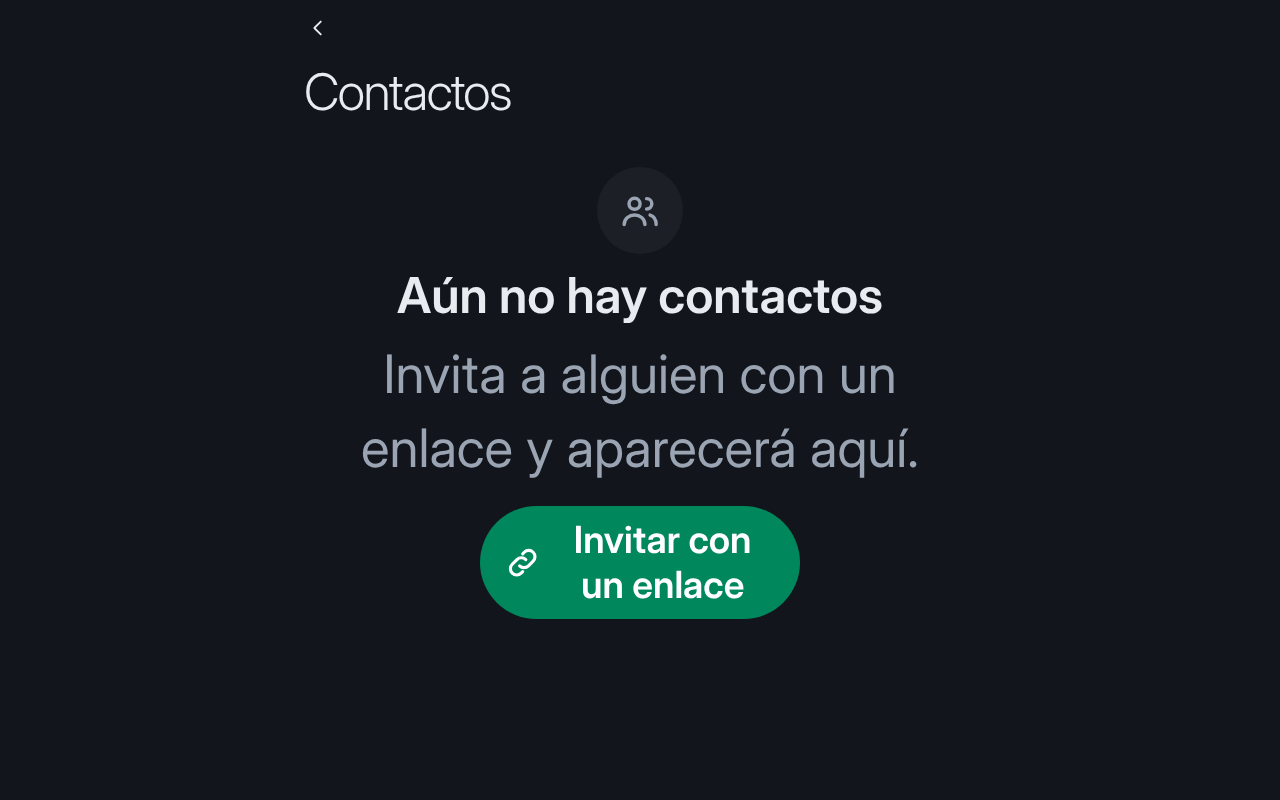 Contactos
Aún no hay contactos
Invita a alguien con un
enlace y aparecerá aquí.
Invitar con
un enlace